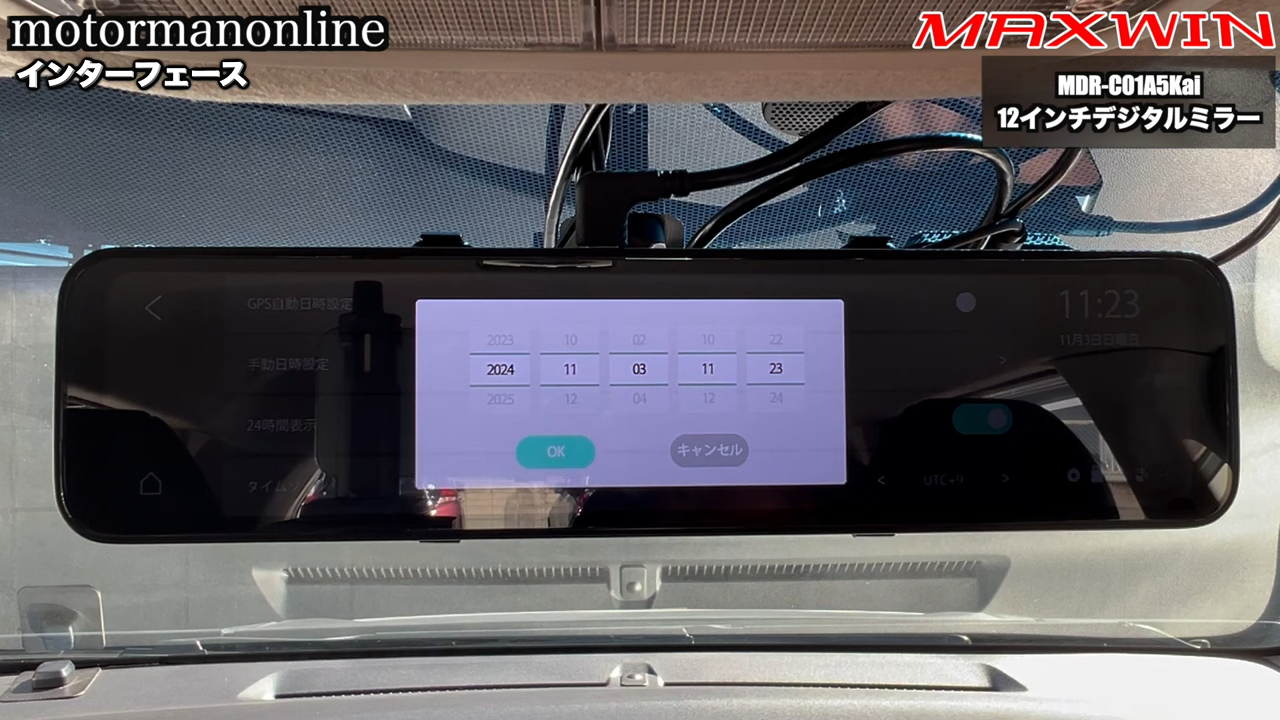 motormanonline
インターフェース
MAXWIN
MDR-C01A5Kai
12インチデジタルミラー
GPS自動日時設定
11:23
11月3日日曜日
手動日時設定
24時間表示
タイム
UTC+9
2023 10 02 10 22
2024 11 03 11 23
2025 12 04 12 24
OK キャンセル